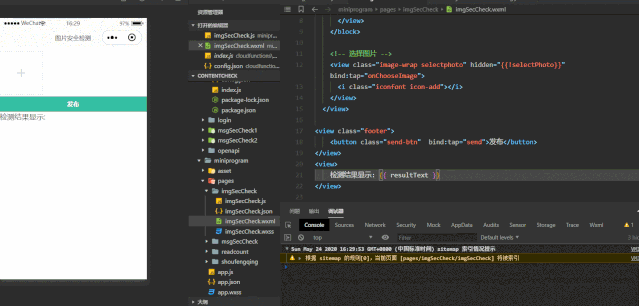 WeChat
16:29
97%
图片安全检测
发布
检测结果显示:
资源管理器
打开的编辑器
imgSecCheck.js
imgSecCheck.wxml
index.js cloudfunctions
config.json
CONTENTCHECK
index.js
package-lock.json
package.json
login
msgSecCheck1
msgSecCheck2
openapi
miniprogram
asset
pages
imgSecCheck
imgSecCheck.js
imgSecCheck.json
imgSecCheck.wxml
imgSecCheck.wxss
msgSecCheck
readcount
shoufengqing
app.js
app.json
app.wxss
大纲
miniprogram > pages > imgSecCheck > imgSecCheck.wxml
</view>
</block>
<!-- 选择图片 -->
<view class="image-wrap selectphoto" hidden="{{!selectPhoto}}"
bind:tap="onChooseImage">
<i class="iconfont icon-add"></i>
</view>
</view>
<view class="footer">
<button class="send-btn" bind:tap="send">发布</button>
</view>
<view>
检测结果显示: {{ resultText }}
</view>
问题 输出 调试器
Console Sources Network Security Mock AppData Audits Sensor Storage Trace Wxml 1
top
Default levels
Sun May 24 2020 16:29:53 GMT+0800 (中国标准时间) sitemap 索引情况提示
根据 sitemap 的规则[0]，当前页面 [pages/imgSecCheck/imgSecCheck] 将被索引